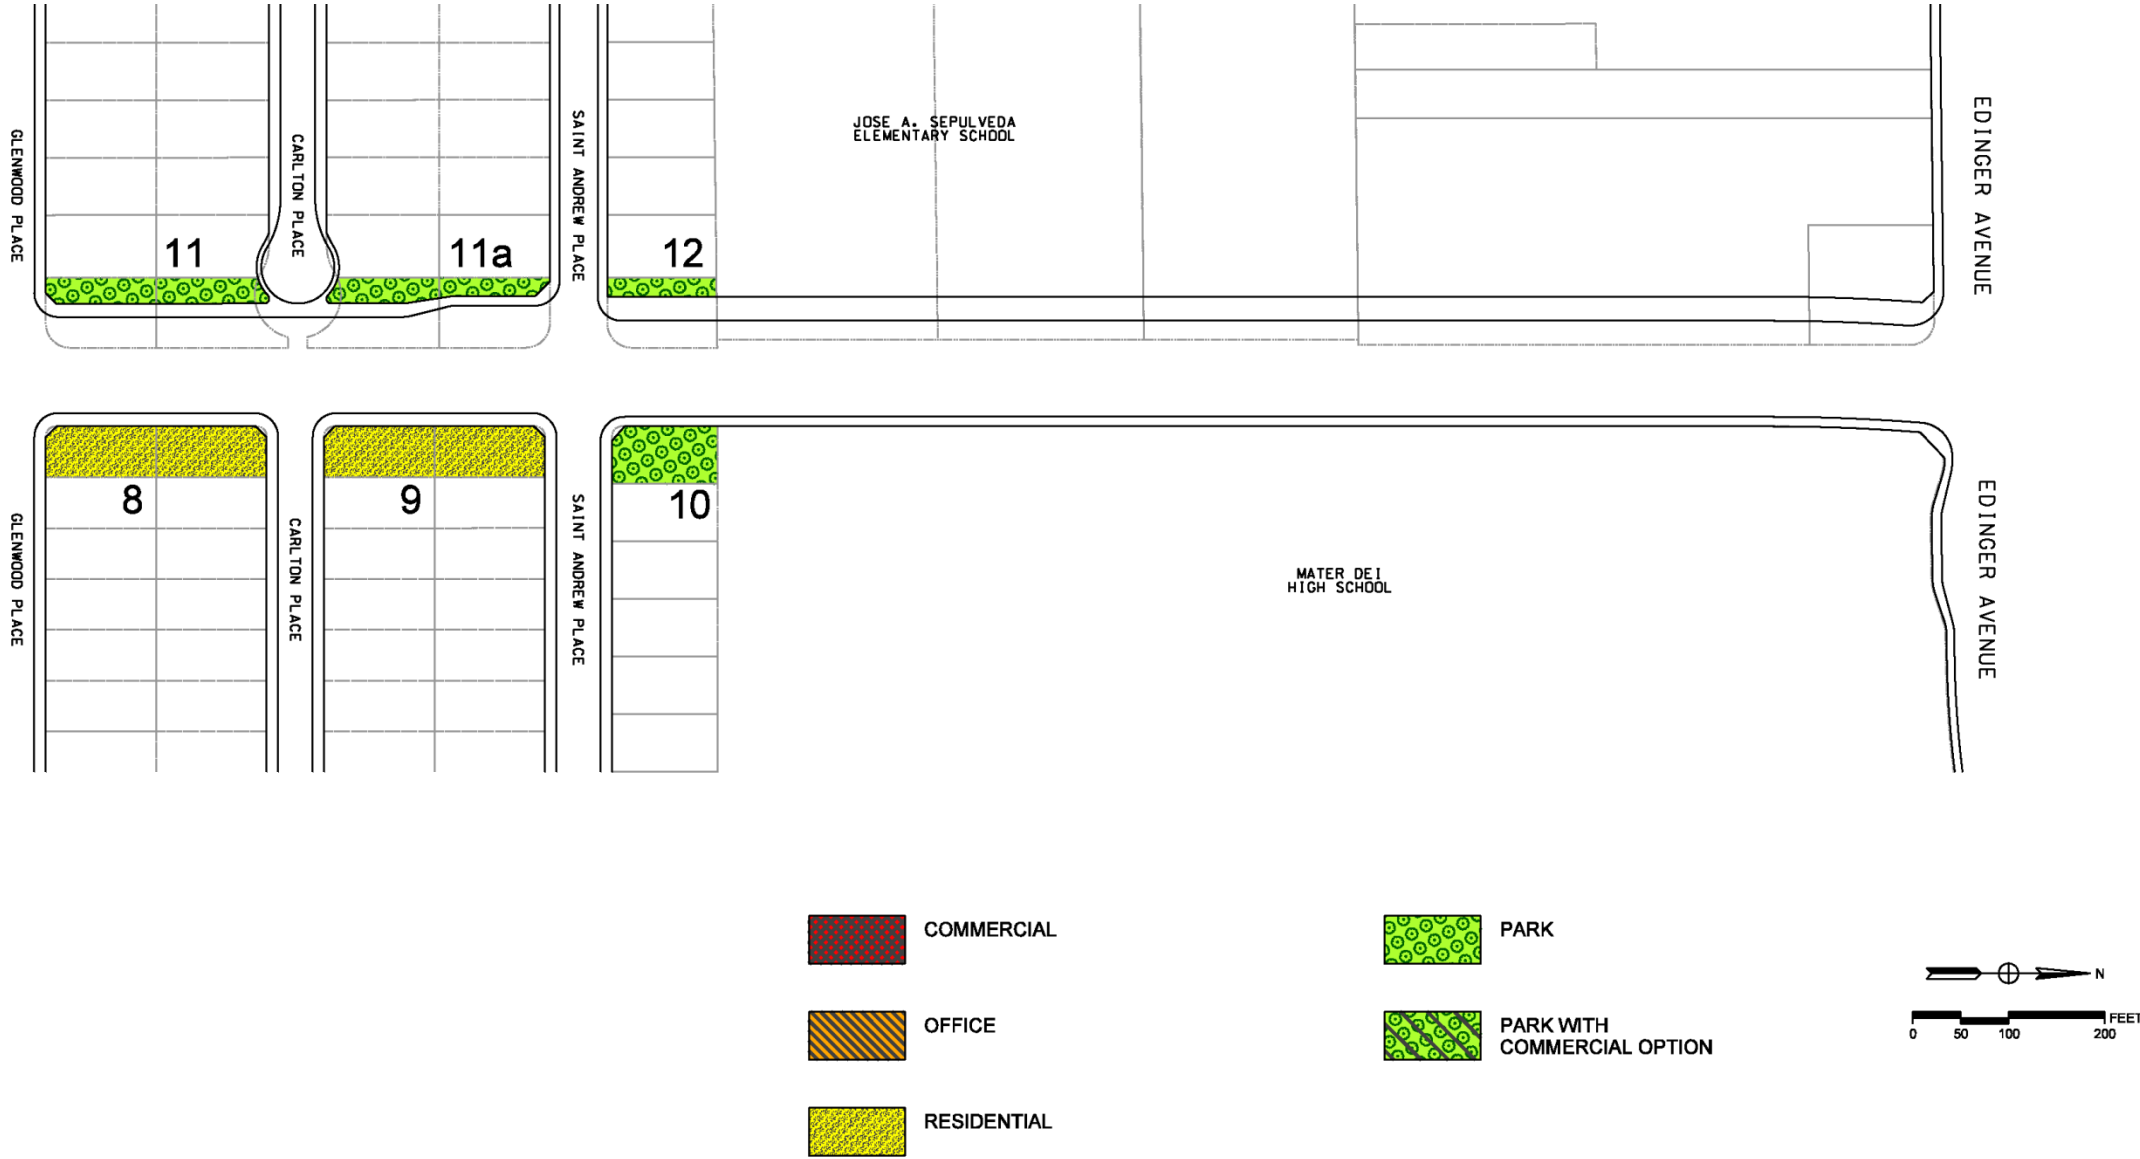 GLENWOOD PLACE
CARLTON PLACE
SAINT ANDREW PLACE
JOSE A. SEPULVEDA
ELEMENTARY SCHOOL
EDINGER AVENUE
11
11a
12
8
9
10
GLENWOOD PLACE
CARLTON PLACE
SAINT ANDREW PLACE
MATER DEI
HIGH SCHOOL
EDINGER AVENUE
COMMERCIAL
PARK
OFFICE
PARK WITH
COMMERCIAL OPTION
RESIDENTIAL
N
FEET
0 50 100 200